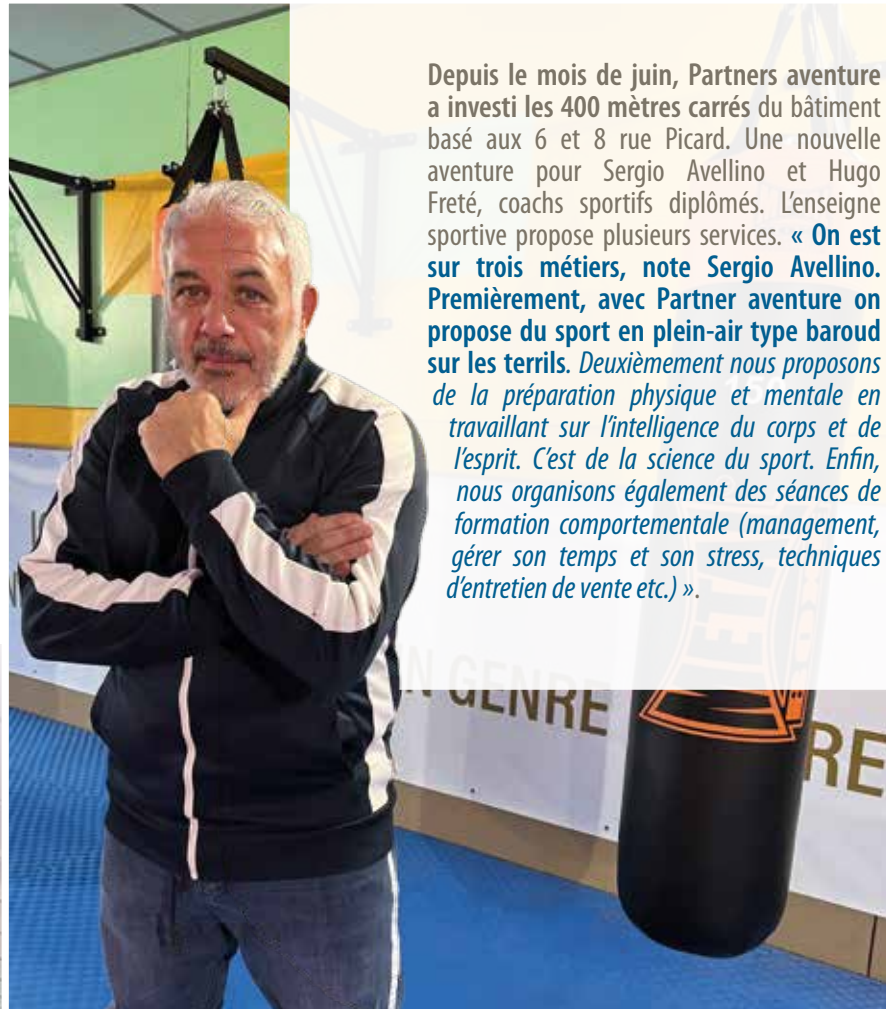 Depuis le mois de juin, Partners aventure
a investi les 400 mètres carrés du bâtiment
basé aux 6 et 8 rue Picard. Une nouvelle
aventure pour Sergio Avellino et Hugo
Freté, coachs sportifs diplômés. L'enseigne
sportive propose plusieurs services. « On est
sur trois métiers, note Sergio Avellino.
Premièrement, avec Partner aventure on
propose du sport en plein-air type baroud
sur les terrils. Deuxièmement nous proposons
de la préparation physique et mentale en
travaillant sur l'intelligence du corps et de
l'esprit. C'est de la science du sport. Enfin,
nous organisons également des séances de
formation comportementale (management,
gérer son temps et son stress, techniques
d'entretien de vente etc.) ».
GENRE